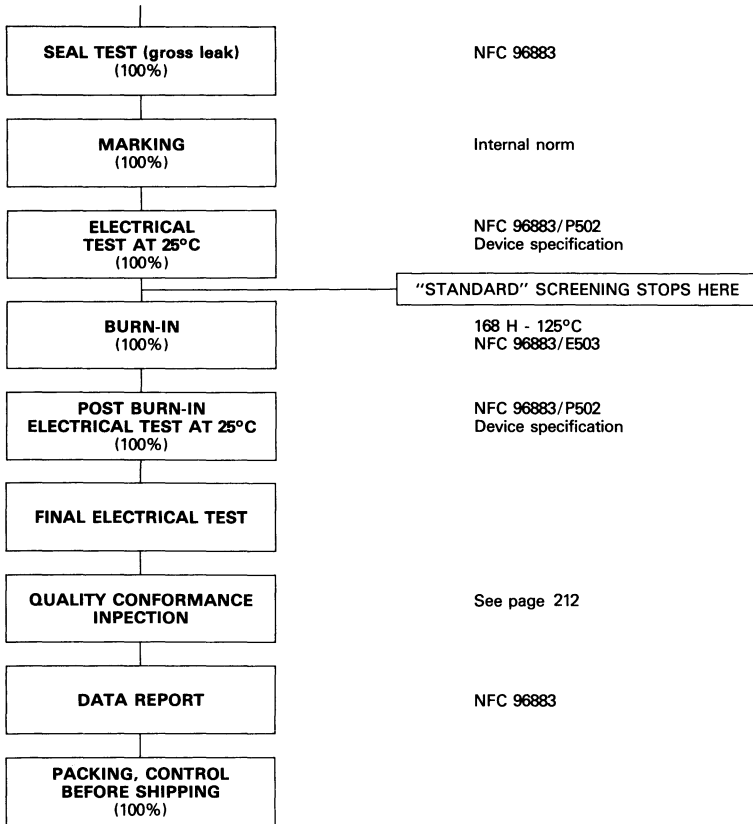 SEAL TEST (gross leak)
(100%)
NFC 96883
MARKING
(100%)
Internal norm
ELECTRICAL
TEST AT 25°C
(100%)
NFC 96883/P502
Device specification
"STANDARD" SCREENING STOPS HERE
BURN-IN
(100%)
168 H - 125°C
NFC 96883/E503
POST BURN-IN
ELECTRICAL TEST AT 25°C
(100%)
NFC 96883/P502
Device specification
FINAL ELECTRICAL TEST
QUALITY CONFORMANCE
INPECTION
See page 212
DATA REPORT
NFC 96883
PACKING, CONTROL
BEFORE SHIPPING
(100%)